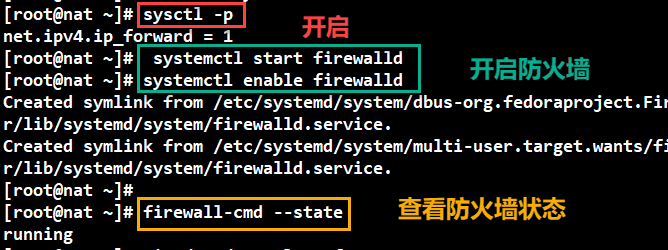 [root@nat ~]# sysctl -p
开启
net.ipv4.ip_forward = 1
[root@nat ~]# systemctl start firewalld
开启防火墙
[root@nat ~]# systemctl enable firewalld
Created symlink from /etc/systemd/system/dbus-org.fedoraproject.Fi
r/lib/systemd/system/firewalld.service.
Created symlink from /etc/systemd/system/multi-user.target.wants/fi
r/lib/systemd/system/firewalld.service.
[root@nat ~]#
[root@nat ~]# firewall-cmd --state
查看防火墙状态
running